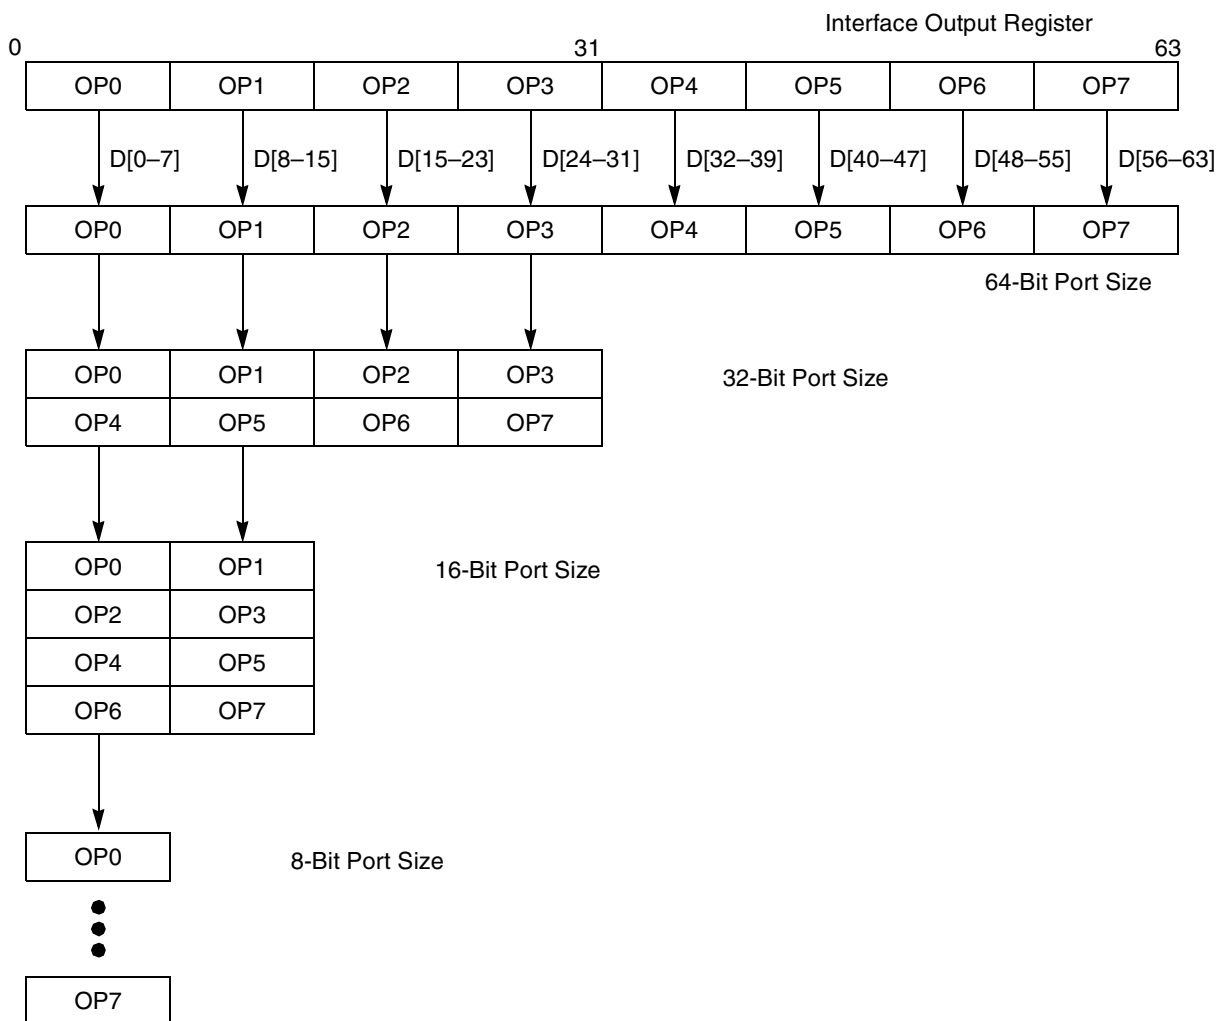 Interface Output Register
0 31 63
OP0 OP1 OP2 OP3 OP4 OP5 OP6 OP7
D[0–7] D[8–15] D[15–23] D[24–31] D[32–39] D[40–47] D[48–55] D[56–63]
OP0 OP1 OP2 OP3 OP4 OP5 OP6 OP7
64-Bit Port Size
OP0 OP1 OP2 OP3
32-Bit Port Size
OP4 OP5 OP6 OP7
OP0 OP1
16-Bit Port Size
OP2 OP3
OP4 OP5
OP6 OP7
OP0
8-Bit Port Size
OP7